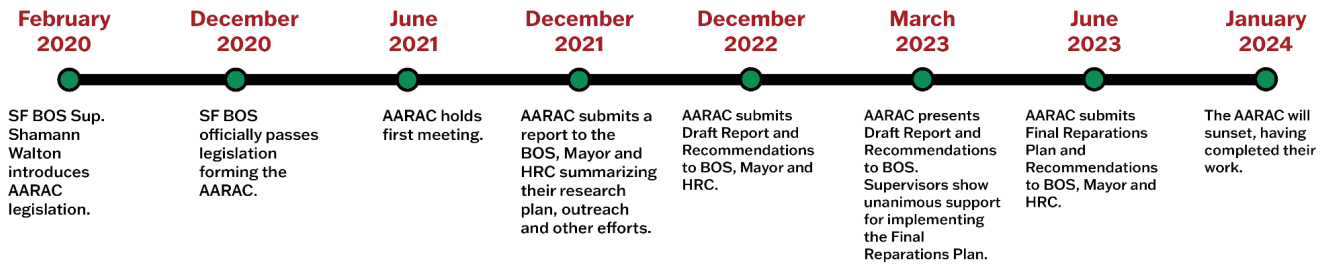 February
2020
SF BOS Sup.
Shamann
Walton
introduces
AARAC
legislation.
December
2020
SF BOS
officially passes
legislation
forming the
AARAC.
June
2021
AARAC holds
first meeting.
December
2021
AARAC submits a
report to the
BOS, Mayor and
HRC summarizing
their research
plan, outreach
and other efforts.
December
2022
AARAC submits
Draft Report and
Recommendations
to BOS, Mayor and
HRC.
March
2023
AARAC presents
Draft Report and
Recommendations
to BOS.
Supervisors show
unanimous support
for implementing
the Final
Reparations Plan.
June
2023
AARAC submits
Final Reparations
Plan and
Recommendations
to BOS, Mayor and
HRC.
January
2024
The AARAC will
sunset, having
completed their
work.